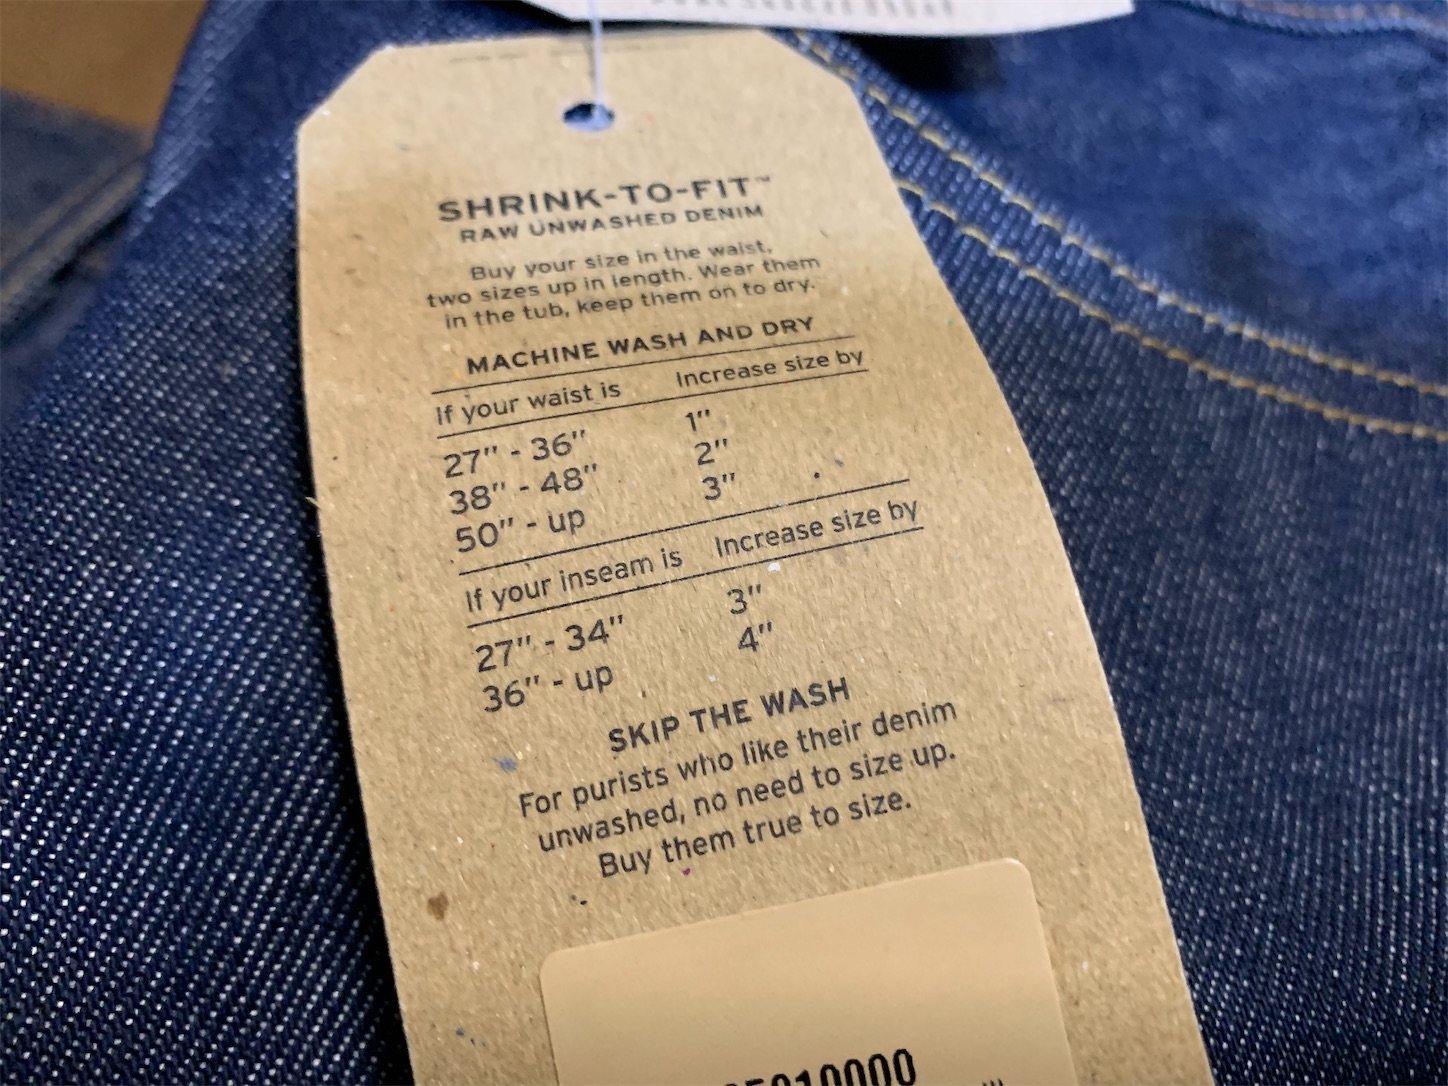 SHRINK-TO-FIT™
RAW UNWASHED DENIM
Buy your size in the waist,
two sizes up in length. Wear them
in the tub, keep them on to dry.
MACHINE WASH AND DRY
If your waist is Increase size by
27" - 36" 1"
38" - 48" 2"
50" - up 3"
If your inseam is Increase size by
27" - 34" 3"
36" - up 4"
SKIP THE WASH
For purists who like their denim
unwashed, no need to size up.
Buy them true to size.